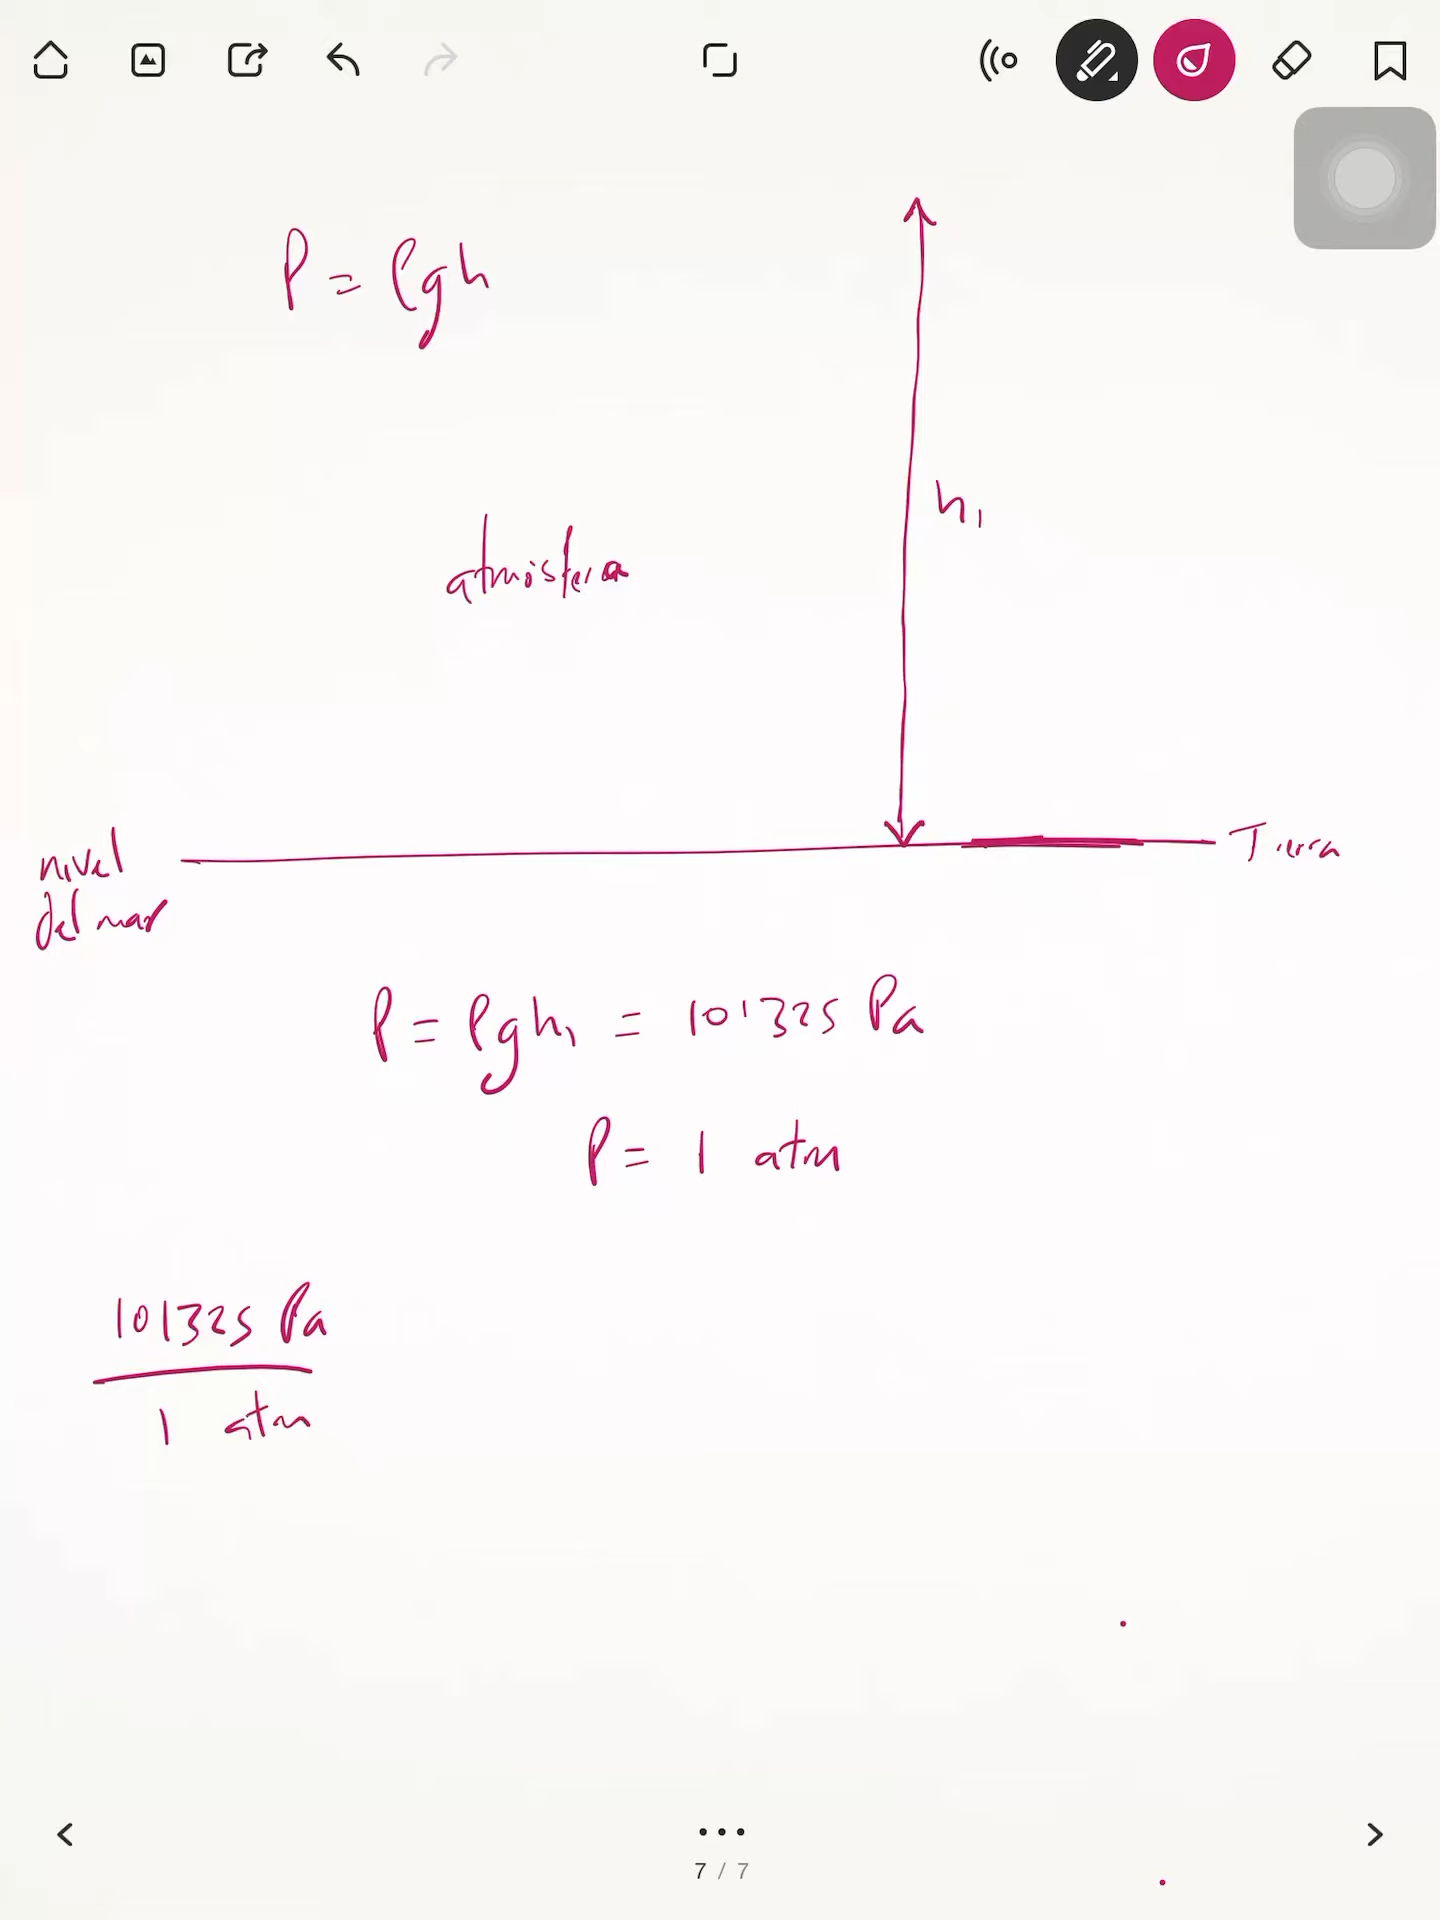 P = ρgh
h₁
atmósfera
nivel
del mar
Tierra
P = ρgh₁ = 101325 Pa
P = 1 atm
101325 Pa
1 atm
7 / 7